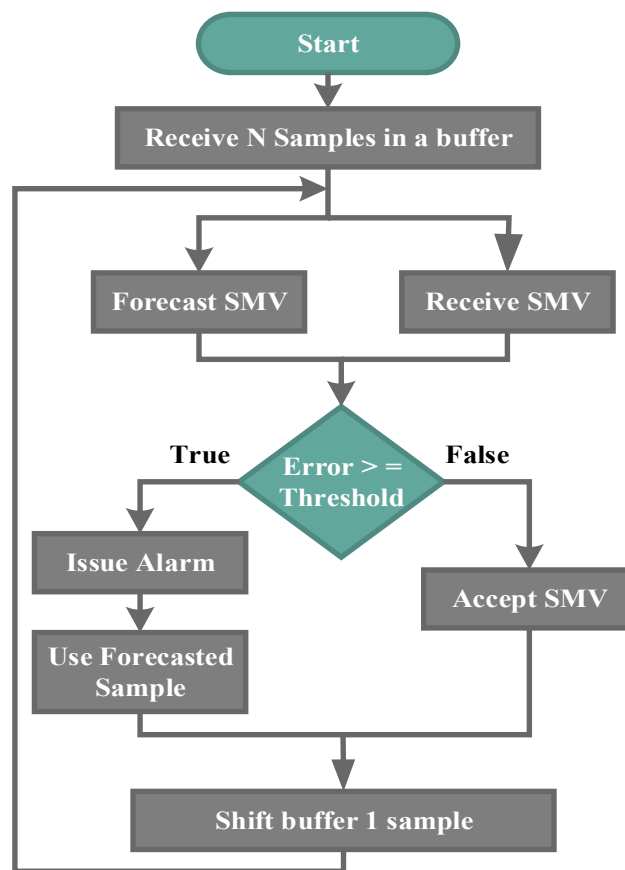 Start
Receive N Samples in a buffer
Forecast SMV
Receive SMV
True
False
Error > =
Threshold
Issue Alarm
Accept SMV
Use Forecasted
Sample
Shift buffer 1 sample